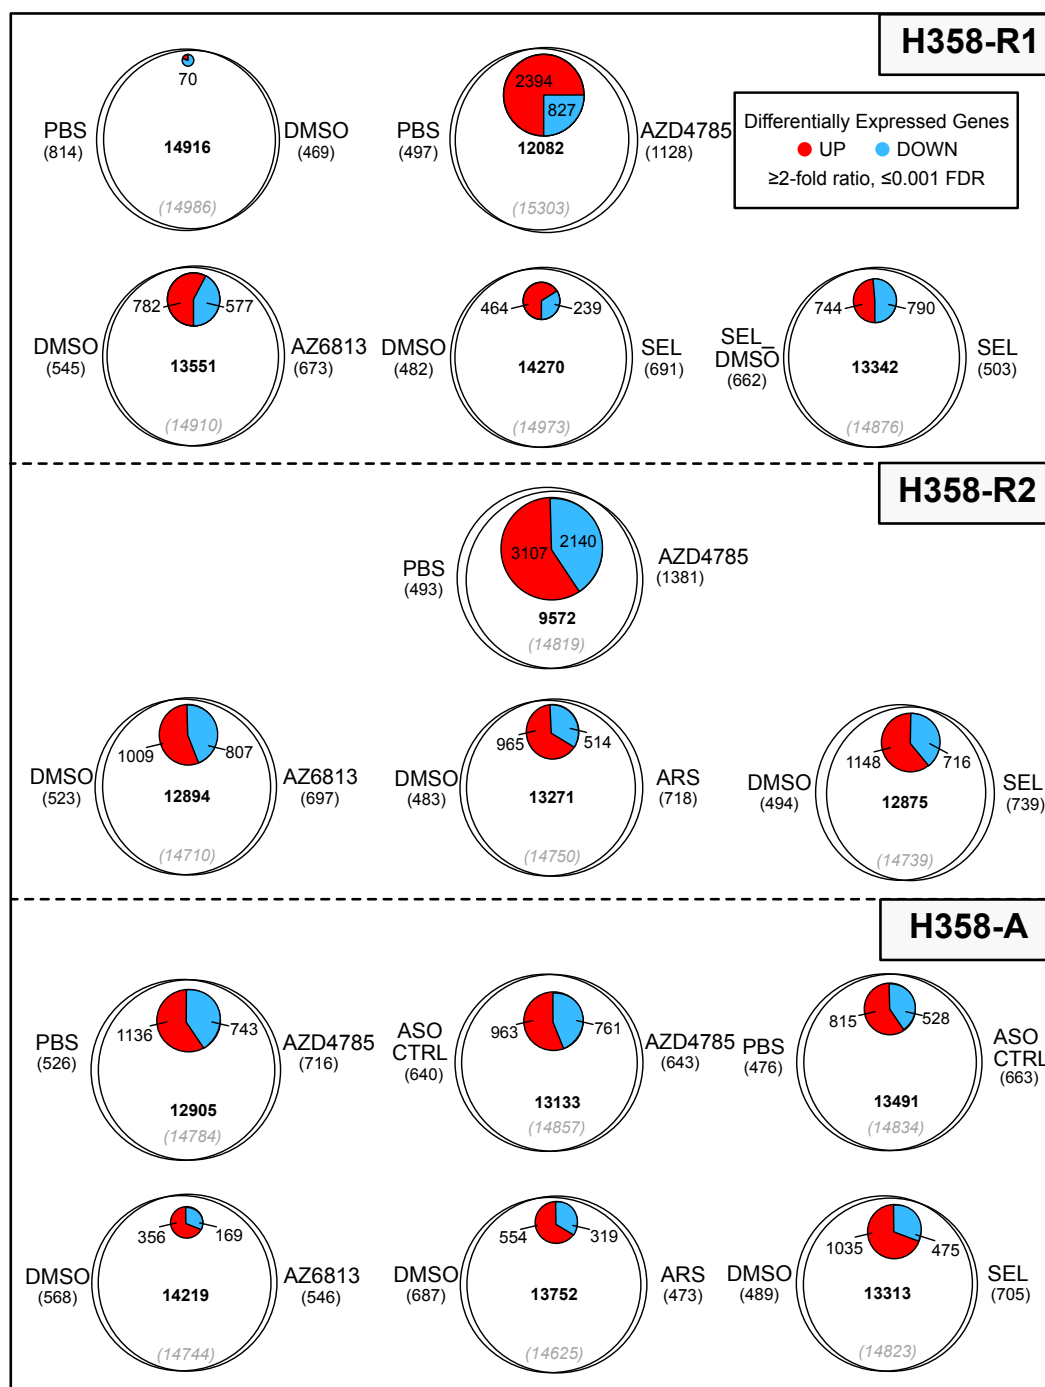 H358-R1
70
PBS
(814)
14916
DMSO
(469)
(14986)
2394
827
PBS
(497)
12082
AZD4785
(1128)
(15303)
Differentially Expressed Genes
UP DOWN
≥2-fold ratio, ≤0.001 FDR
782
577
DMSO
(545)
13551
AZ6813
(673)
(14910)
464
239
DMSO
(482)
14270
SEL
(691)
(14973)
744
790
SEL_
DMSO
(662)
13342
SEL
(503)
(14876)
H358-R2
3107
2140
PBS
(493)
AZD4785
(1381)
9572
(14819)
1009
807
DMSO
(523)
12894
AZ6813
(697)
(14710)
965
514
DMSO
(483)
13271
ARS
(718)
(14750)
1148
716
DMSO
(494)
12875
SEL
(739)
(14739)
H358-A
1136
743
PBS
(526)
AZD4785
(716)
12905
(14784)
963
761
ASO
CTRL
(640)
AZD4785
(643)
13133
(14857)
815
528
PBS
(476)
ASO
CTRL
(663)
13491
(14834)
356
169
DMSO
(568)
14219
AZ6813
(546)
(14744)
554
319
DMSO
(687)
13752
ARS
(473)
(14625)
1035
475
DMSO
(489)
13313
SEL
(705)
(14823)